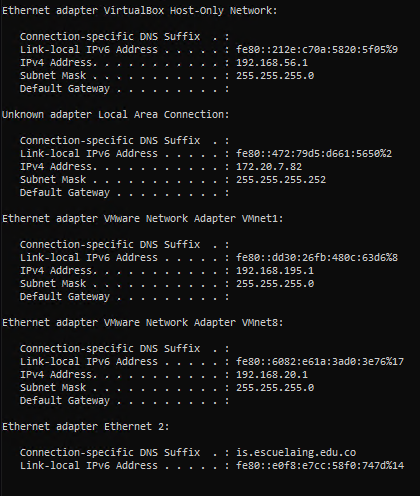 Ethernet adapter VirtualBox Host-Only Network:
Connection-specific DNS Suffix . :
Link-local IPv6 Address . . . . . : fe80::212e:c70a:5820:5f05%9
IPv4 Address. . . . . . . . . . . : 192.168.56.1
Subnet Mask . . . . . . . . . . . : 255.255.255.0
Default Gateway . . . . . . . . . :
Unknown adapter Local Area Connection:
Connection-specific DNS Suffix . :
Link-local IPv6 Address . . . . . : fe80::472:79d5:d661:5650%2
IPv4 Address. . . . . . . . . . . : 172.20.7.82
Subnet Mask . . . . . . . . . . . : 255.255.255.252
Default Gateway . . . . . . . . . :
Ethernet adapter VMware Network Adapter VMnet1:
Connection-specific DNS Suffix . :
Link-local IPv6 Address . . . . . : fe80::dd30:26fb:480c:63d6%8
IPv4 Address. . . . . . . . . . . : 192.168.195.1
Subnet Mask . . . . . . . . . . . : 255.255.255.0
Default Gateway . . . . . . . . . :
Ethernet adapter VMware Network Adapter VMnet8:
Connection-specific DNS Suffix . :
Link-local IPv6 Address . . . . . : fe80::6082:e61a:3ad0:3e76%17
IPv4 Address. . . . . . . . . . . : 192.168.20.1
Subnet Mask . . . . . . . . . . . : 255.255.255.0
Default Gateway . . . . . . . . . :
Ethernet adapter Ethernet 2:
Connection-specific DNS Suffix . : is.escuelaing.edu.co
Link-local IPv6 Address . . . . . : fe80::e0f8:e7cc:58f0:747d%14